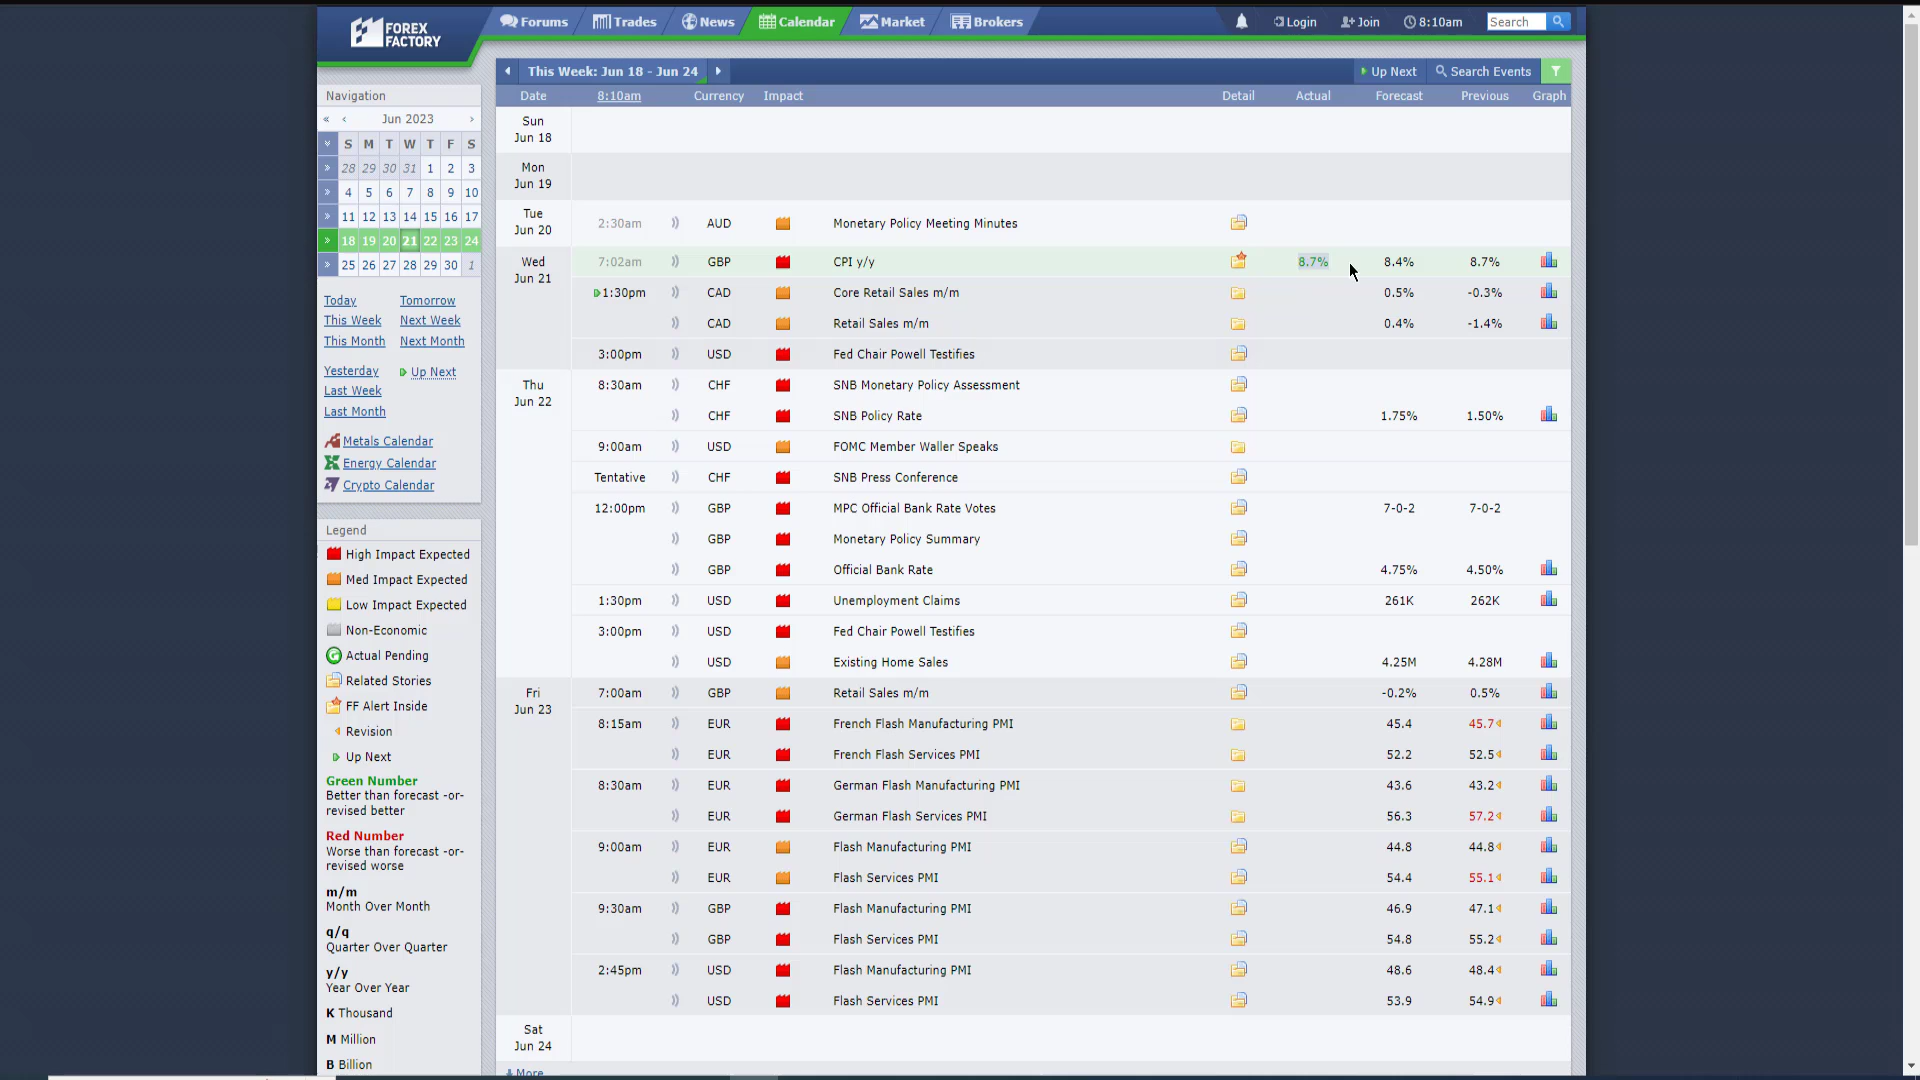 FOREX
FACTORY
Forums
Trades
News
Calendar
Market
Brokers
Login
Join
8:10am
Search
This Week: Jun 18 - Jun 24
Up Next
Search Events
Date 8:10am Currency Impact Detail Actual Forecast Previous Graph
Navigation
« ‹ Jun 2023 ›
S M T W T F S
28 29 30 31 1 2 3
4 5 6 7 8 9 10
11 12 13 14 15 16 17
18 19 20 21 22 23 24
25 26 27 28 29 30 1
Today Tomorrow
This Week Next Week
This Month Next Month
Yesterday Up Next
Last Week
Last Month
Metals Calendar
Energy Calendar
Crypto Calendar
Legend
High Impact Expected
Med Impact Expected
Low Impact Expected
Non-Economic
Actual Pending
Related Stories
FF Alert Inside
Revision
Up Next
Green Number
Better than forecast -or-
revised better
Red Number
Worse than forecast -or-
revised worse
m/m
Month Over Month
q/q
Quarter Over Quarter
y/y
Year Over Year
K Thousand
M Million
B Billion
Sun
Jun 18
Mon
Jun 19
Tue
Jun 20
2:30am AUD Monetary Policy Meeting Minutes
Wed
Jun 21
7:02am GBP CPI y/y 8.7% 8.4% 8.7%
1:30pm CAD Core Retail Sales m/m 0.5% -0.3%
CAD Retail Sales m/m 0.4% -1.4%
3:00pm USD Fed Chair Powell Testifies
Thu
Jun 22
8:30am CHF SNB Monetary Policy Assessment
CHF SNB Policy Rate 1.75% 1.50%
9:00am USD FOMC Member Waller Speaks
Tentative CHF SNB Press Conference
12:00pm GBP MPC Official Bank Rate Votes 7-0-2 7-0-2
GBP Monetary Policy Summary
GBP Official Bank Rate 4.75% 4.50%
1:30pm USD Unemployment Claims 261K 262K
3:00pm USD Fed Chair Powell Testifies
USD Existing Home Sales 4.25M 4.28M
Fri
Jun 23
7:00am GBP Retail Sales m/m -0.2% 0.5%
8:15am EUR French Flash Manufacturing PMI 45.4 45.7
EUR French Flash Services PMI 52.2 52.5
8:30am EUR German Flash Manufacturing PMI 43.6 43.2
EUR German Flash Services PMI 56.3 57.2
9:00am EUR Flash Manufacturing PMI 44.8 44.8
EUR Flash Services PMI 54.4 55.1
9:30am GBP Flash Manufacturing PMI 46.9 47.1
GBP Flash Services PMI 54.8 55.2
2:45pm USD Flash Manufacturing PMI 48.6 48.4
USD Flash Services PMI 53.9 54.9
Sat
Jun 24
More